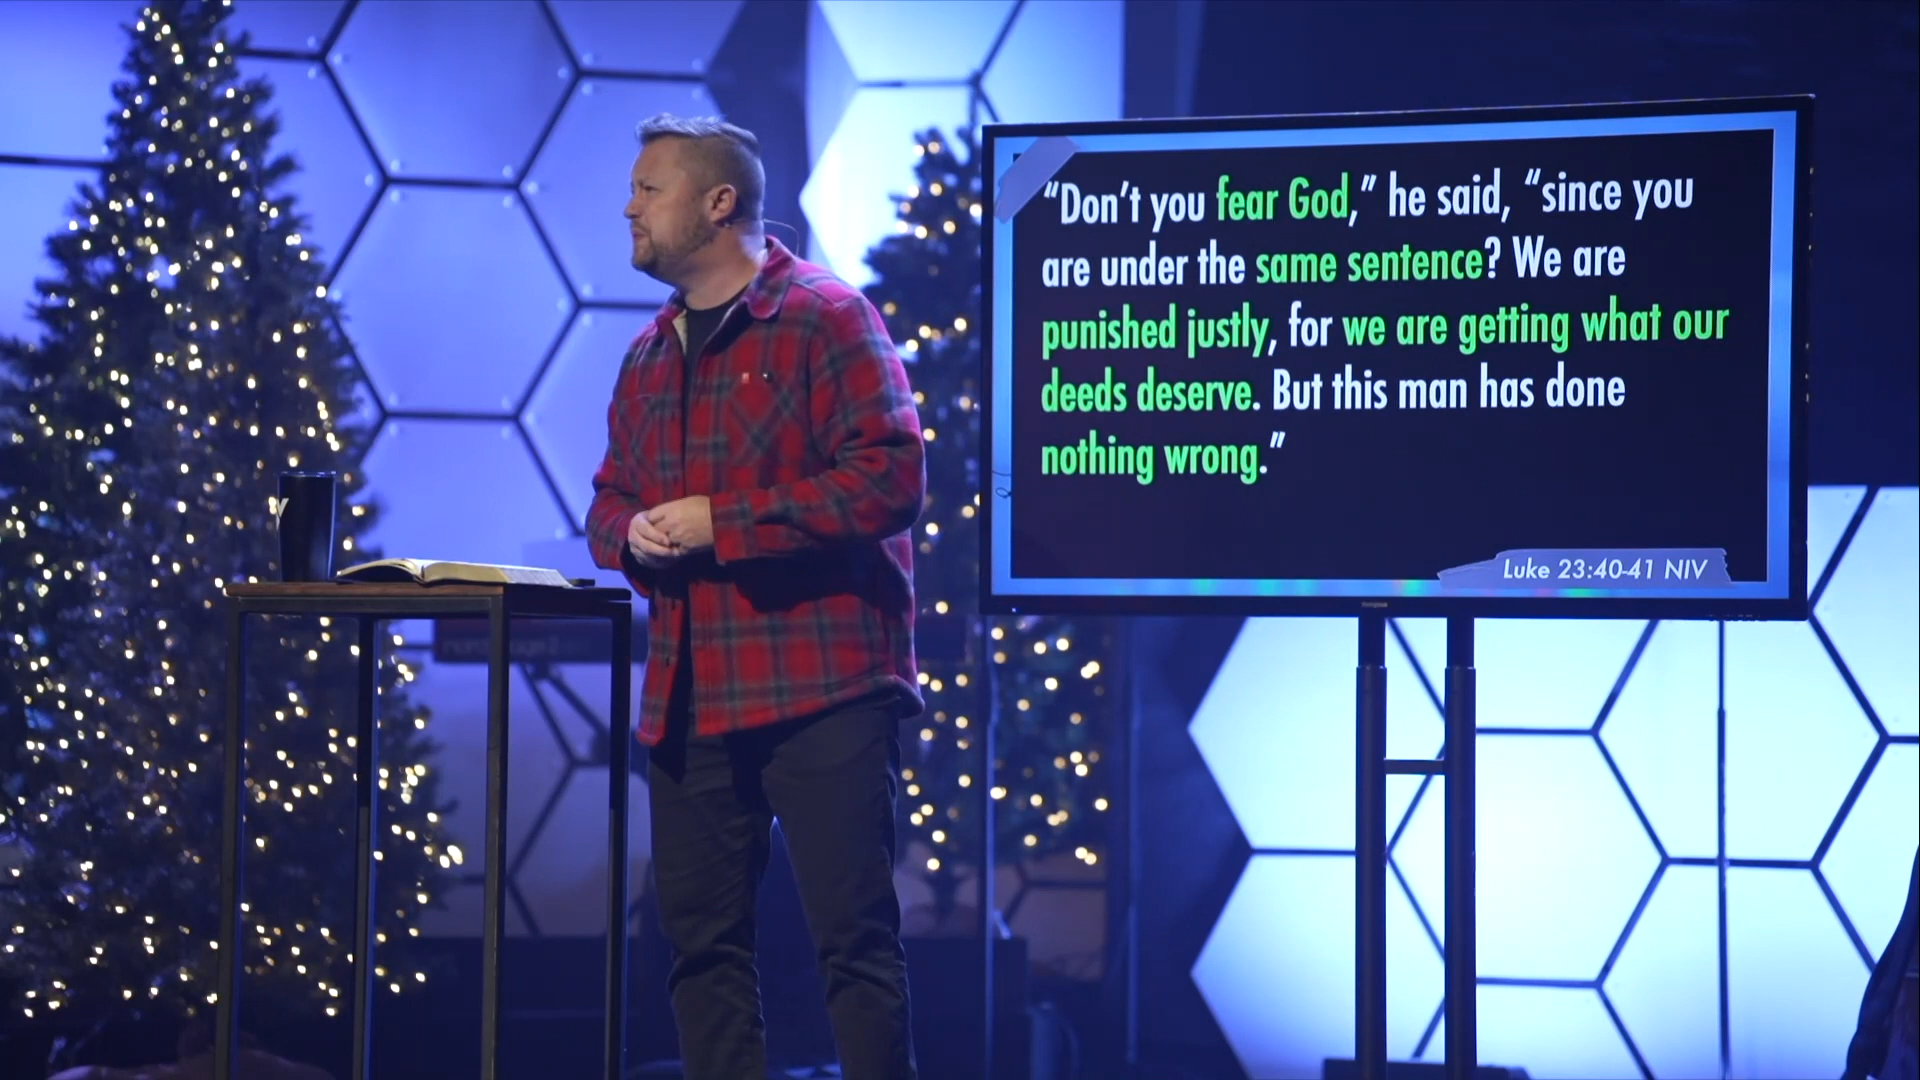 “Don’t you fear God,” he said, “since you
are under the same sentence? We are
punished justly, for we are getting what our
deeds deserve. But this man has done
nothing wrong.”
Luke 23:40-41 NIV
Y